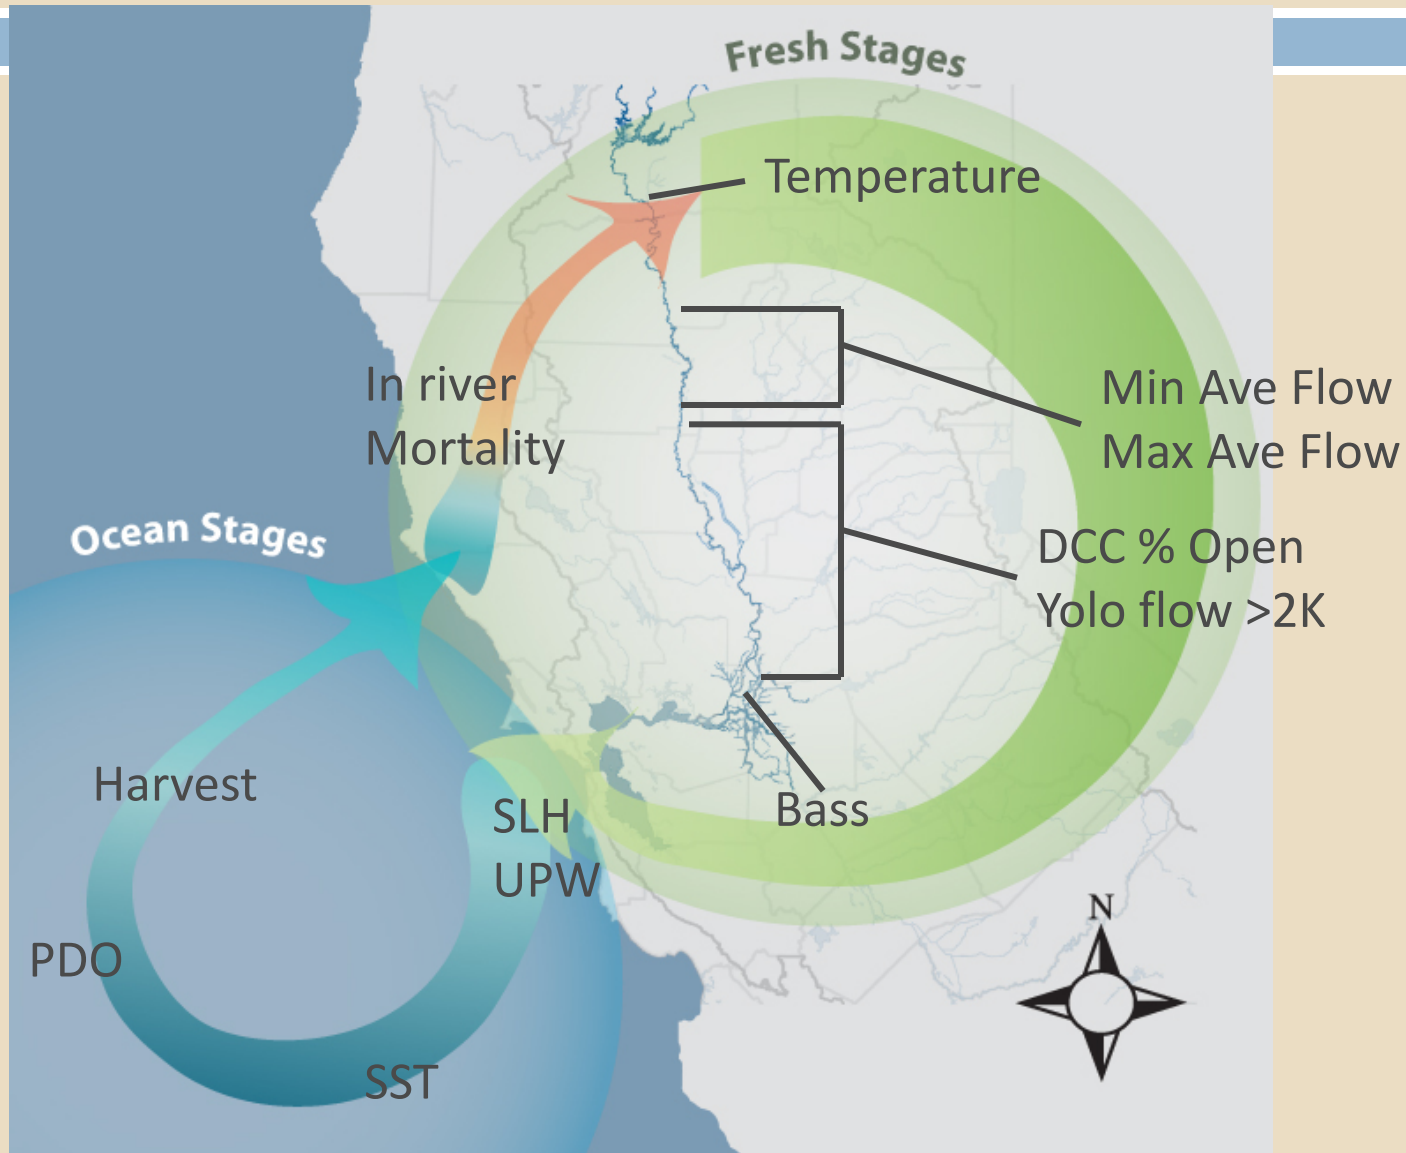 Fresh Stages
Temperature
In river
Mortality
Min Ave Flow
Max Ave Flow
Ocean Stages
DCC % Open
Yolo flow >2K
Harvest
SLH
UPW
Bass
N
PDO
SST